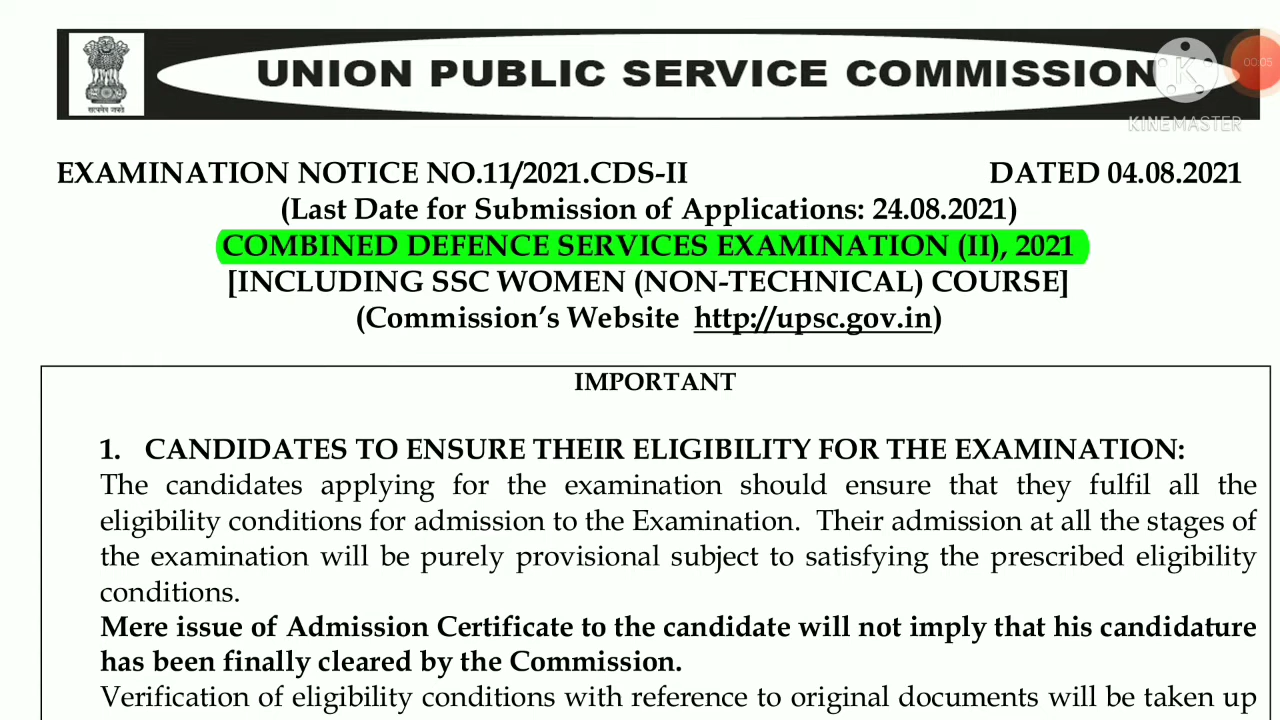 UNION PUBLIC SERVICE COMMISSION
सत्यमेव जयते
K
KINEMASTER
00:05
EXAMINATION NOTICE NO.11/2021.CDS-II DATED 04.08.2021
(Last Date for Submission of Applications: 24.08.2021)
COMBINED DEFENCE SERVICES EXAMINATION (II), 2021
[INCLUDING SSC WOMEN (NON-TECHNICAL) COURSE]
(Commission’s Website http://upsc.gov.in)
IMPORTANT
1. CANDIDATES TO ENSURE THEIR ELIGIBILITY FOR THE EXAMINATION:
The candidates applying for the examination should ensure that they fulfil all the
eligibility conditions for admission to the Examination. Their admission at all the stages of
the examination will be purely provisional subject to satisfying the prescribed eligibility
conditions.
Mere issue of Admission Certificate to the candidate will not imply that his candidature
has been finally cleared by the Commission.
Verification of eligibility conditions with reference to original documents will be taken up